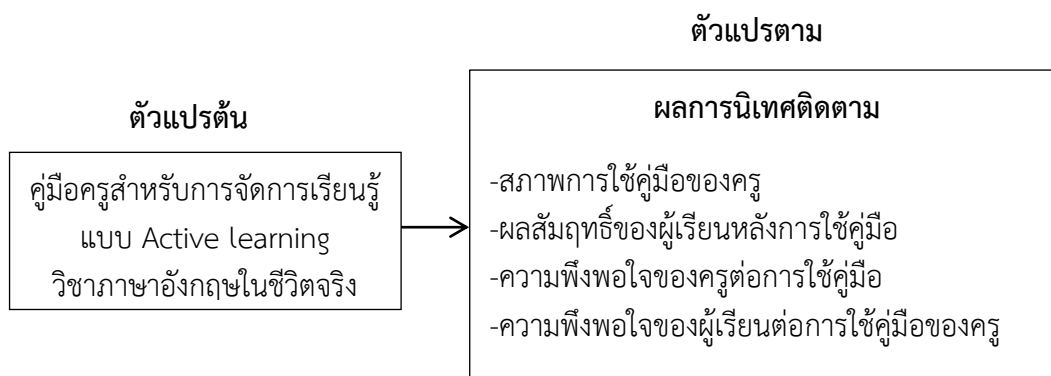 ตัวแปรต้น
คู่มือครูสำหรับการจัดการเรียนรู้
แบบ Active learning
วิชาภาษาอังกฤษในชีวิตจริง
ตัวแปรตาม
ผลการนิเทศติดตาม
-สภาพการใช้คู่มือของครู
-ผลสัมฤทธิ์ของผู้เรียนหลังการใช้คู่มือ
-ความพึงพอใจของครูต่อการใช้คู่มือ
-ความพึงพอใจของผู้เรียนต่อการใช้คู่มือของครู